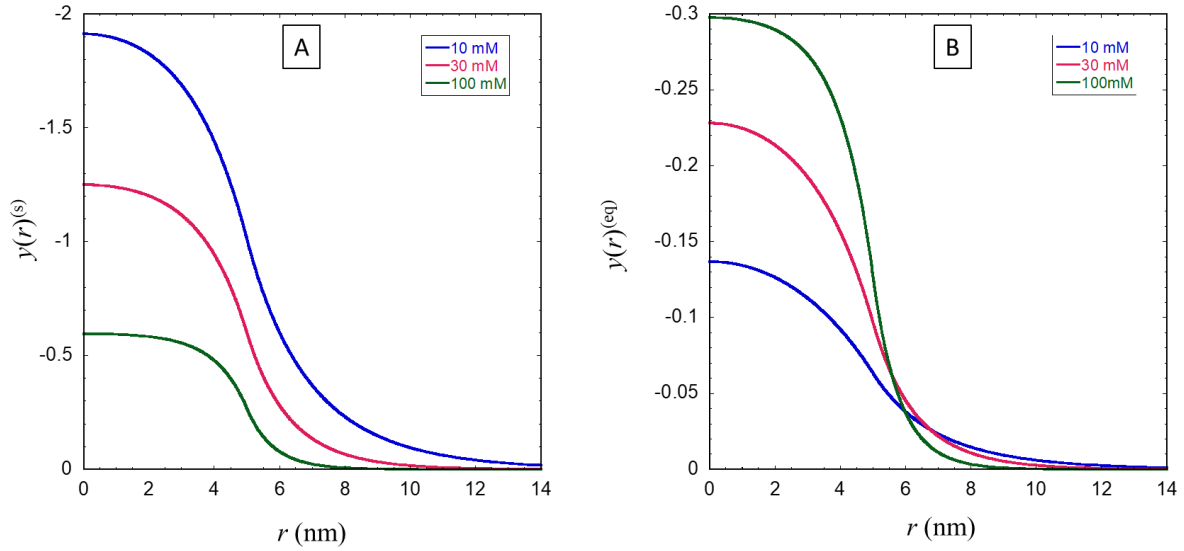 A
10 mM
30 mM
100 mM
-2
-1.5
-1
-0.5
0
y(r)^(s)
0 2 4 6 8 10 12 14
r (nm)
B
10 mM
30 mM
100mM
-0.3
-0.25
-0.2
-0.15
-0.1
-0.05
0
y(r)^(eq)
0 2 4 6 8 10 12 14
r (nm)